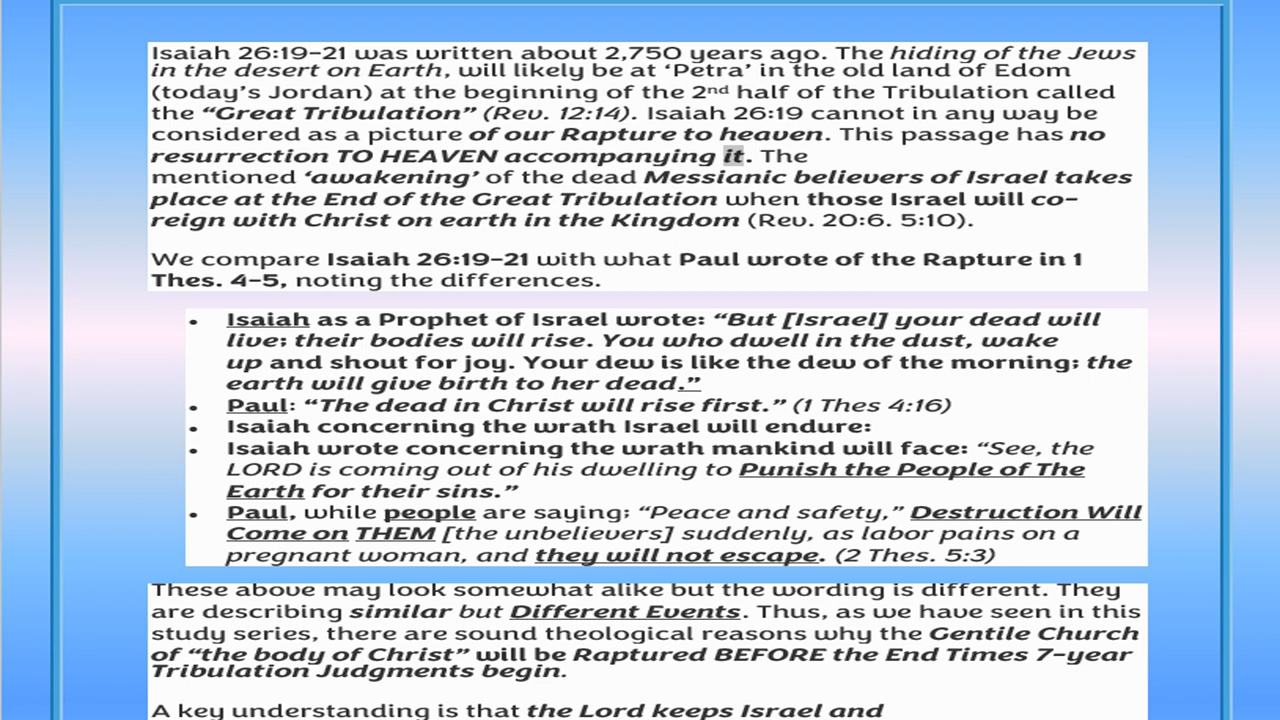 Isaiah 26:19–21 was written about 2,750 years ago. The hiding of the Jews
in the desert on Earth, will likely be at ‘Petra’ in the old land of Edom
(today’s Jordan) at the beginning of the 2nd half of the Tribulation called
the “Great Tribulation” (Rev. 12:14). Isaiah 26:19 cannot in any way be
considered as a picture of our Rapture to heaven. This passage has no
resurrection TO HEAVEN accompanying it. The
mentioned ‘awakening’ of the dead Messianic believers of Israel takes
place at the End of the Great Tribulation when those Israel will co-
reign with Christ on earth in the Kingdom (Rev. 20:6. 5:10).
We compare Isaiah 26:19–21 with what Paul wrote of the Rapture in 1
Thes. 4–5, noting the differences.
• Isaiah as a Prophet of Israel wrote: “But [Israel] your dead will
live; their bodies will rise. You who dwell in the dust, wake
up and shout for joy. Your dew is like the dew of the morning; the
earth will give birth to her dead.”
• Paul: “The dead in Christ will rise first.” (1 Thes 4:16)
• Isaiah concerning the wrath Israel will endure:
• Isaiah wrote concerning the wrath mankind will face: “See, the
LORD is coming out of his dwelling to Punish the People of The
Earth for their sins.”
• Paul, while people are saying; “Peace and safety,” Destruction Will
Come on THEM [the unbelievers] suddenly, as labor pains on a
pregnant woman, and they will not escape. (2 Thes. 5:3)
These above may look somewhat alike but the wording is different. They
are describing similar but Different Events. Thus, as we have seen in this
study series, there are sound theological reasons why the Gentile Church
of “the body of Christ” will be Raptured BEFORE the End Times 7–year
Tribulation Judgments begin.
A key understanding is that the Lord keeps Israel and